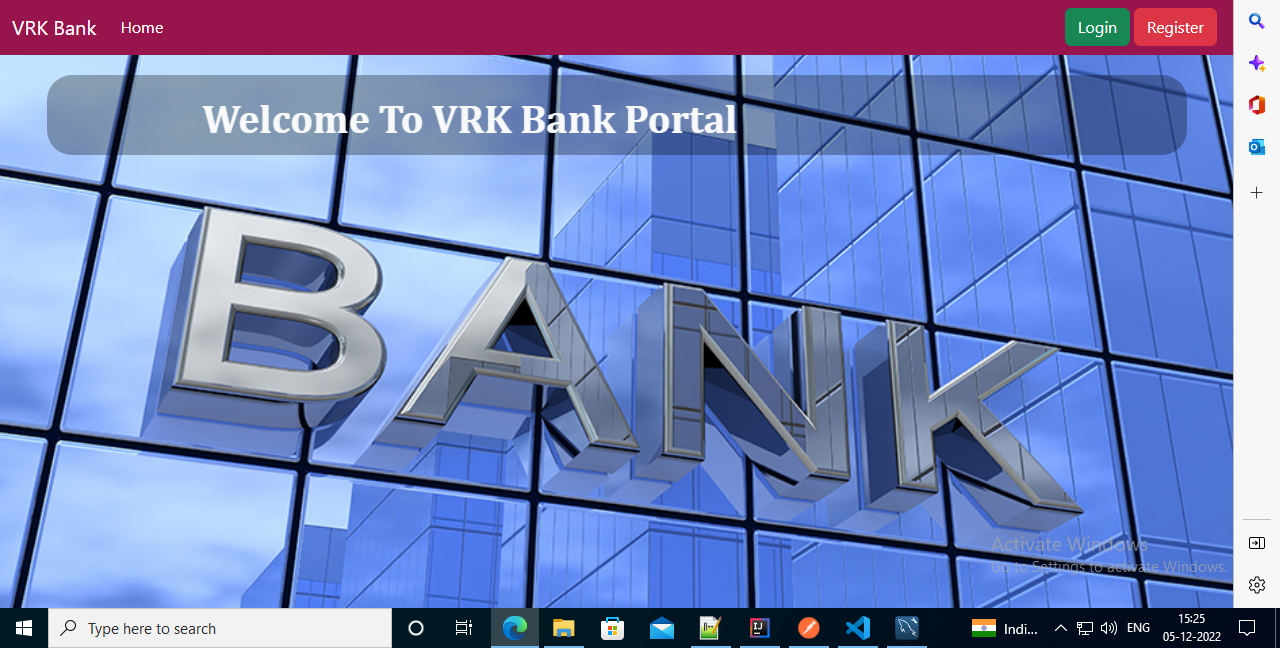 VRK Bank Home Login Register
Welcome To VRK Bank Portal
BANK
Activate Windows
Go to Settings to activate Windows.
Type here to search
Indi...
ENG
15:25
05-12-2022